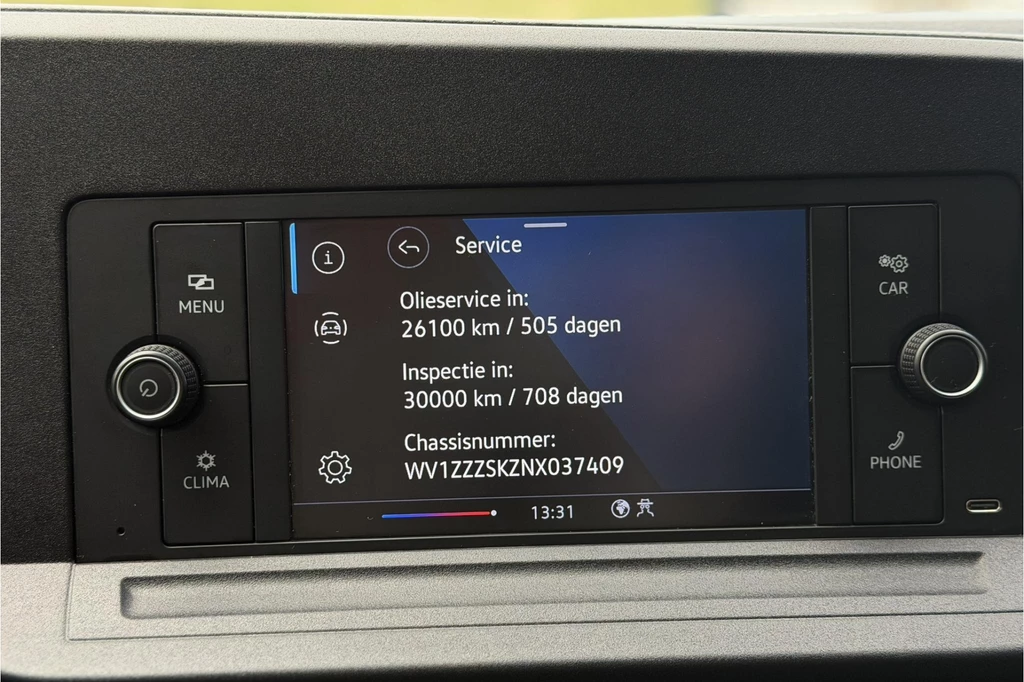 Service
MENU
CAR
Olieservice in:
26100 km / 505 dagen
Inspectie in:
30000 km / 708 dagen
Chassisnummer:
WV1ZZZSKZNX037409
CLIMA
PHONE
13:31